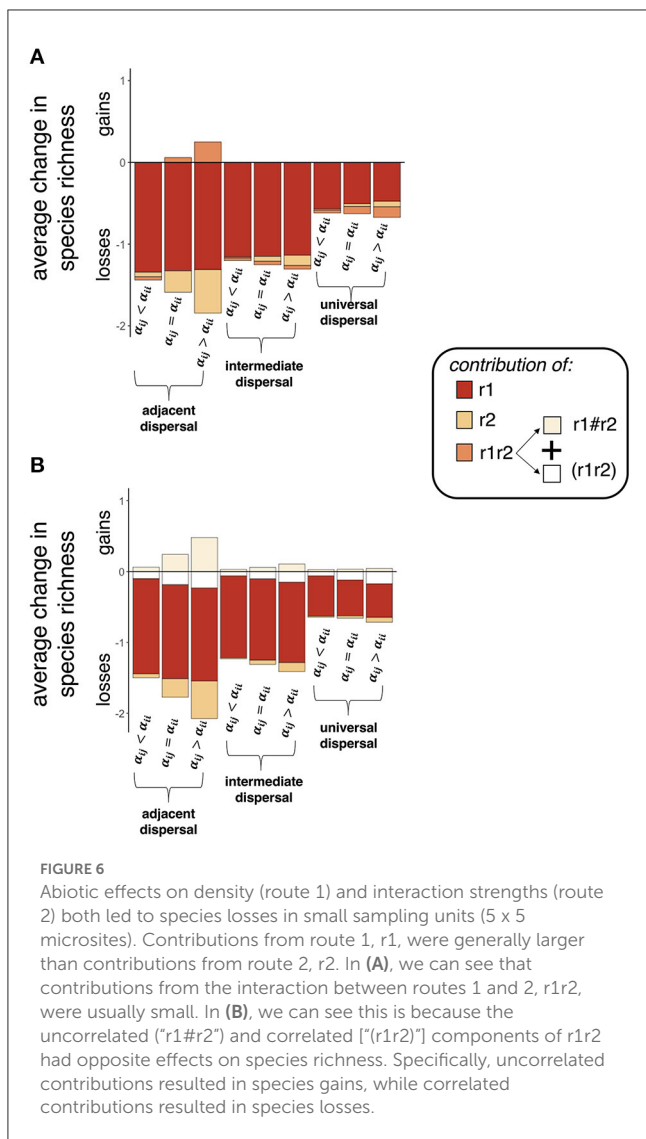 A
average change in
species richness
losses
gains
1
0
-1
-2
αij < αii
αij = αii
αij > αii
adjacent
dispersal
αij < αii
αij = αii
αij > αii
intermediate
dispersal
αij < αii
αij = αii
αij > αii
universal
dispersal
contribution of:
r1
r2
r1r2
r1#r2
+
(r1r2)
B
average change in
species richness
losses
gains
1
0
-1
-2
αij < αii
αij = αii
αij > αii
adjacent
dispersal
αij < αii
αij = αii
αij > αii
intermediate
dispersal
αij < αii
αij = αii
αij > αii
universal
dispersal
FIGURE 6
Abiotic effects on density (route 1) and interaction strengths (route
2) both led to species losses in small sampling units (5 x 5
microsites). Contributions from route 1, r1, were generally larger
than contributions from route 2, r2. In (A), we can see that
contributions from the interaction between routes 1 and 2, r1r2,
were usually small. In (B), we can see this is because the
uncorrelated ("r1#r2") and correlated ["(r1r2)"] components of r1r2
had opposite effects on species richness. Specifically, uncorrelated
contributions resulted in species gains, while correlated
contributions resulted in species losses.